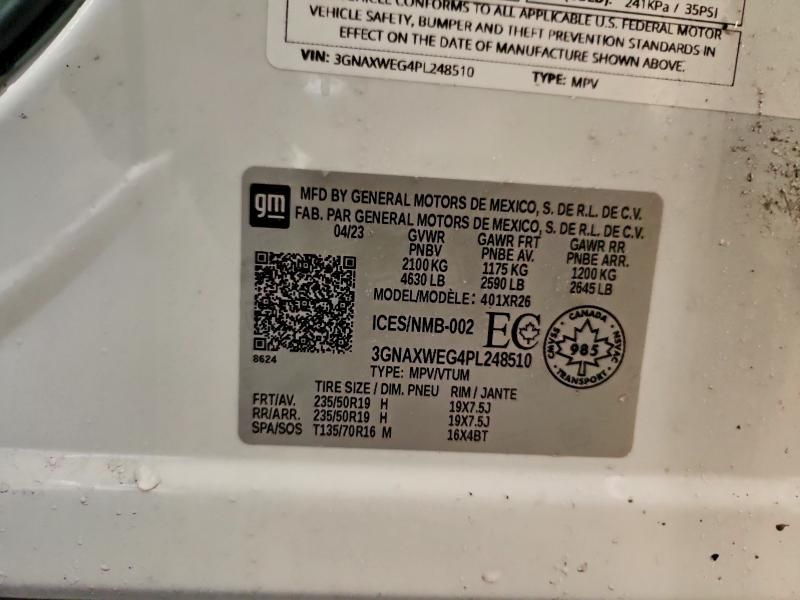 241KPa / 35PSI
VEHICLE CONFORMS TO ALL APPLICABLE U.S. FEDERAL MOTOR
VEHICLE SAFETY, BUMPER AND THEFT PREVENTION STANDARDS IN
EFFECT ON THE DATE OF MANUFACTURE SHOWN ABOVE.
VIN: 3GNAXWEG4PL248510 TYPE: MPV
gm
MFD BY GENERAL MOTORS DE MEXICO, S. DE R.L. DE C.V.
FAB. PAR GENERAL MOTORS DE MEXICO, S. DE R.L. DE C.V.
04/23 GVWR GAWR FRT GAWR RR
PNBV PNBE AV. PNBE ARR.
2100 KG 1175 KG 1200 KG
4630 LB 2590 LB 2645 LB
MODEL/MODÈLE: 401XR26
ICES/NMB-002 EC
3GNAXWEG4PL248510
TYPE: MPV/VTUM
8624
CANADA
CMVSS NSVAC
985
TRANSPORT
TIRE SIZE / DIM. PNEU RIM / JANTE
FRT/AV. 235/50R19 H 19X7.5J
RR/ARR. 235/50R19 H 19X7.5J
SPA/SOS T135/70R16 M 16X4BT